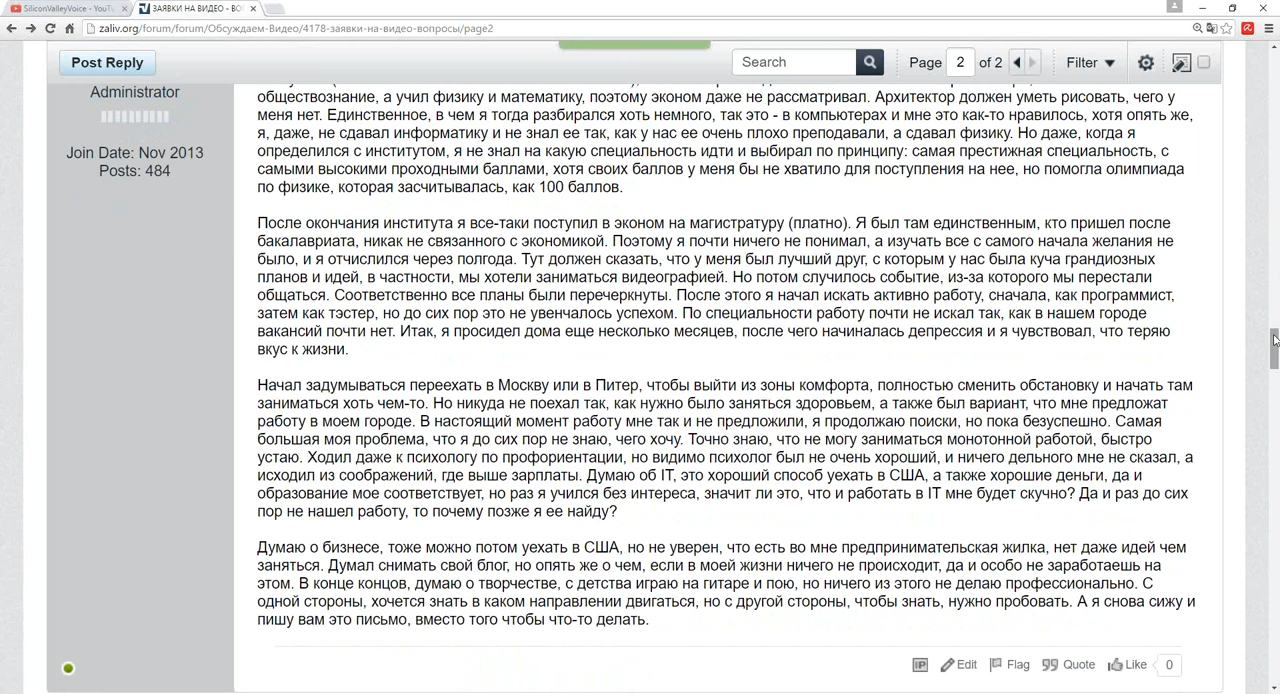 SiliconValleyVoice - YouTu
ЗАЯВКИ НА ВИДЕО - ВО
zaliv.org/forum/forum/Обсуждаем-Видео/4178-заявки-на-видео-вопросы/page2
Post Reply
Search
Page 2 of 2
Filter
Administrator
Join Date: Nov 2013
Posts: 484
обществознание, а учил физику и математику, поэтому эконом даже не рассматривал. Архитектор должен уметь рисовать, чего у
меня нет. Единственное, в чем я тогда разбирался хоть немного, так это - в компьютерах и мне это как-то нравилось, хотя опять же,
я, даже, не сдавал информатику и не знал ее так, как у нас ее очень плохо преподавали, а сдавал физику. Но даже, когда я
определился с институтом, я не знал на какую специальность идти и выбирал по принципу: самая престижная специальность, с
самыми высокими проходными баллами, хотя своих баллов у меня бы не хватило для поступления на нее, но помогла олимпиада
по физике, которая засчитывалась, как 100 баллов.
После окончания института я все-таки поступил в эконом на магистратуру (платно). Я был там единственным, кто пришел после
бакалавриата, никак не связанного с экономикой. Поэтому я почти ничего не понимал, а изучать все с самого начала желания не
было, и я отчислился через полгода. Тут должен сказать, что у меня был лучший друг, с которым у нас была куча грандиозных
планов и идей, в частности, мы хотели заниматься видеографией. Но потом случилось событие, из-за которого мы перестали
общаться. Соответственно все планы были перечеркнуты. После этого я начал искать активно работу, сначала, как программист,
затем как тэстер, но до сих пор это не увенчалось успехом. По специальности работу почти не искал так, как в нашем городе
вакансий почти нет. Итак, я просидел дома еще несколько месяцев, после чего начиналась депрессия и я чувствовал, что теряю
вкус к жизни.
Начал задумываться переехать в Москву или в Питер, чтобы выйти из зоны комфорта, полностью сменить обстановку и начать там
заниматься хоть чем-то. Но никуда не поехал так, как нужно было заняться здоровьем, а также был вариант, что мне предложат
работу в моем городе. В настоящий момент работу мне так и не предложили, я продолжаю поиски, но пока безуспешно. Самая
большая моя проблема, что я до сих пор не знаю, чего хочу. Точно знаю, что не могу заниматься монотонной работой, быстро
устаю. Ходил даже к психологу по профориентации, но видимо психолог был не очень хороший, и ничего дельного мне не сказал, а
исходил из соображений, где выше зарплаты. Думаю об IT, это хороший способ уехать в США, а также хорошие деньги, да и
образование мое соответствует, но раз я учился без интереса, значит ли это, что и работать в IT мне будет скучно? Да и раз до сих
пор не нашел работу, то почему позже я ее найду?
Думаю о бизнесе, тоже можно потом уехать в США, но не уверен, что есть во мне предпринимательская жилка, нет даже идей чем
заняться. Думал снимать свой блог, но опять же о чем, если в моей жизни ничего не происходит, да и особо не заработаешь на
этом. В конце концов, думаю о творчестве, с детства играю на гитаре и пою, но ничего из этого не делаю профессионально. С
одной стороны, хочется знать в каком направлении двигаться, но с другой стороны, чтобы знать, нужно пробовать. А я снова сижу и
пишу вам это письмо, вместо того чтобы что-то делать.
IP Edit Flag Quote Like 0